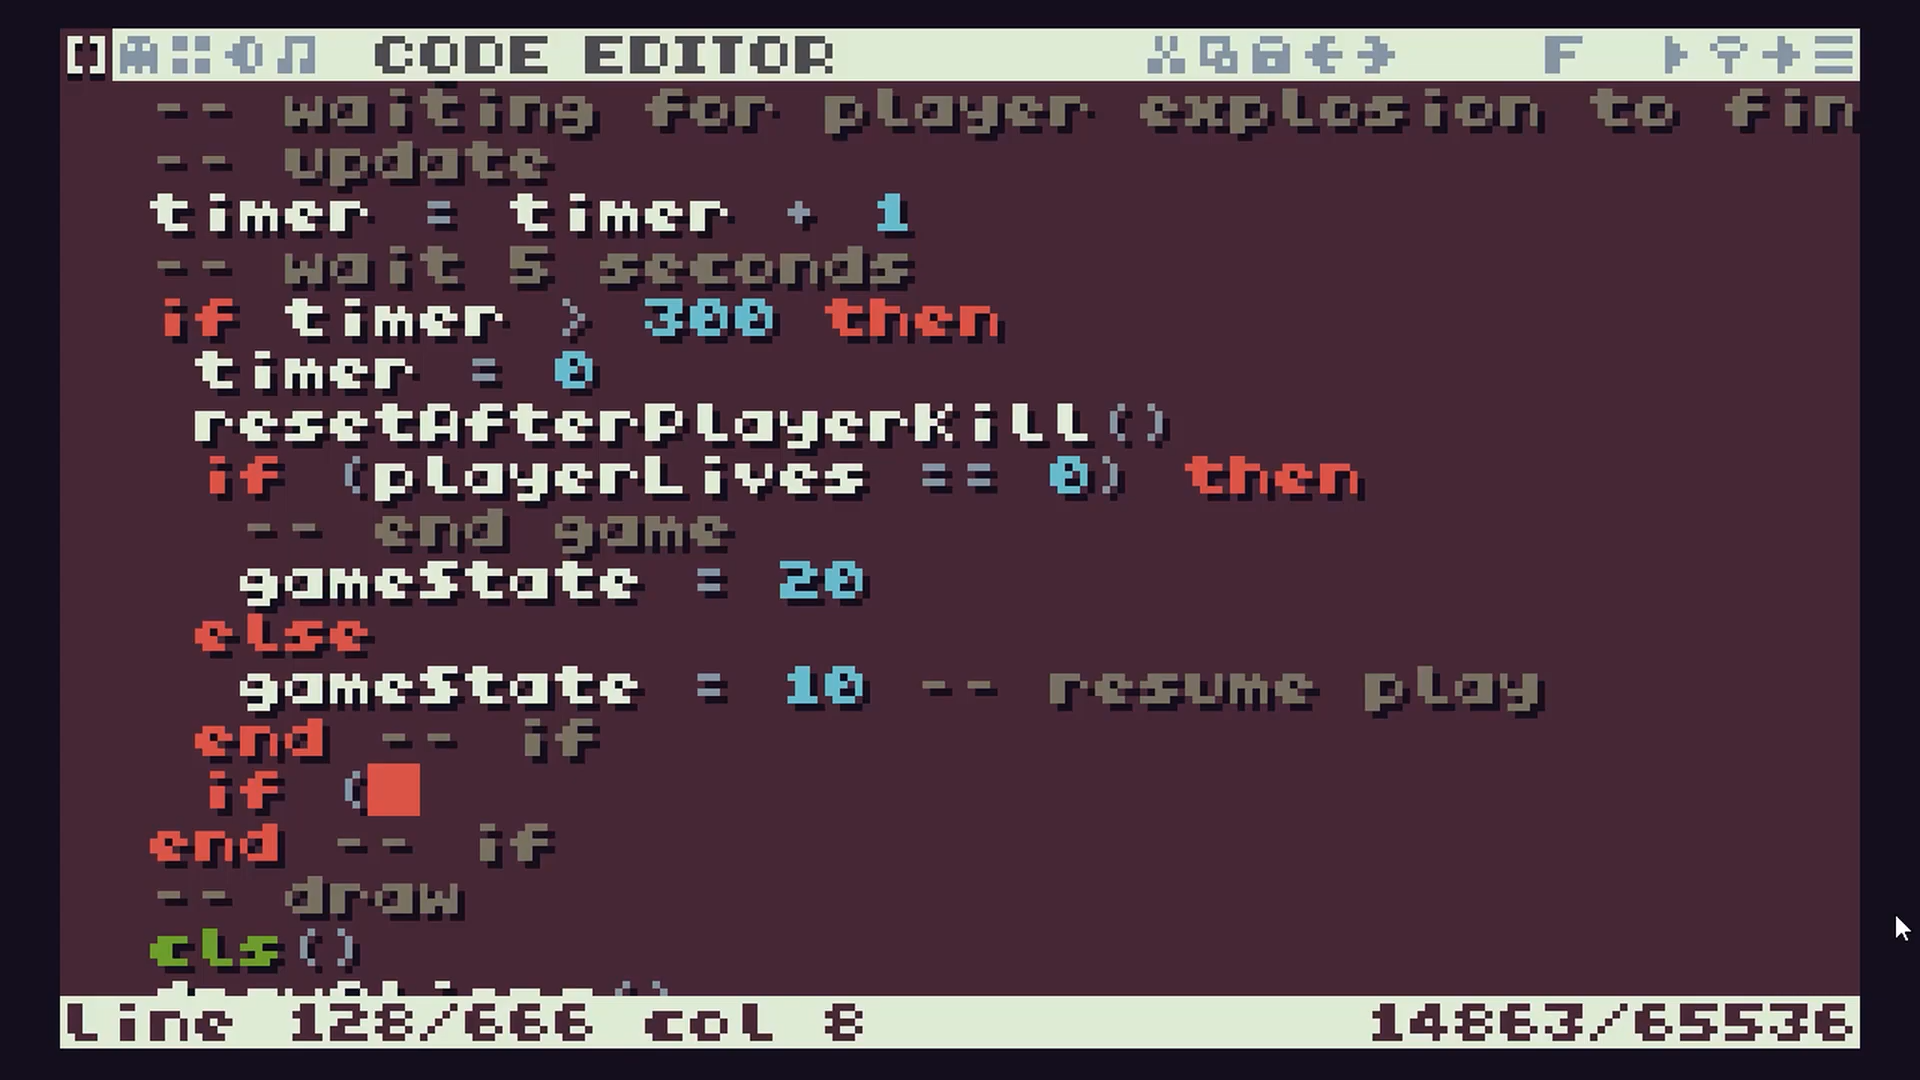 CODE EDITOR F
-- waiting for player explosion to fin
-- update
timer = timer + 1
-- wait 5 seconds
if timer > 300 then
timer = 0
resetAfterPlayerKill()
if (playerLives == 0) then
-- end game
gameState = 20
else
gameState = 10 -- resume play
end -- if
if (
end -- if
-- draw
cls()
line 128/666 col 8
14863/65536